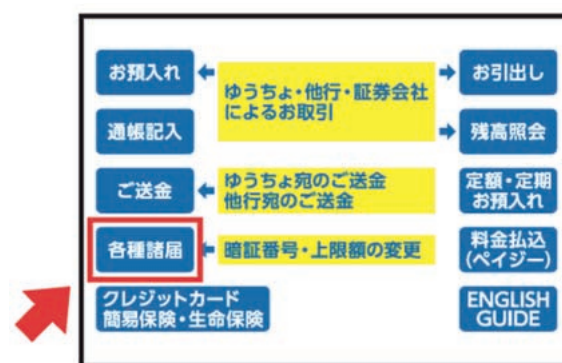 お預入れ
ゆうちょ・他行・証券会社
によるお取引
お引出し
通帳記入
残高照会
ご送金
ゆうちょ宛のご送金
他行宛のご送金
定額・定期
お預入れ
各種諸届
暗証番号・上限額の変更
料金払込
(ペイジー)
クレジットカード
簡易保険・生命保険
ENGLISH
GUIDE